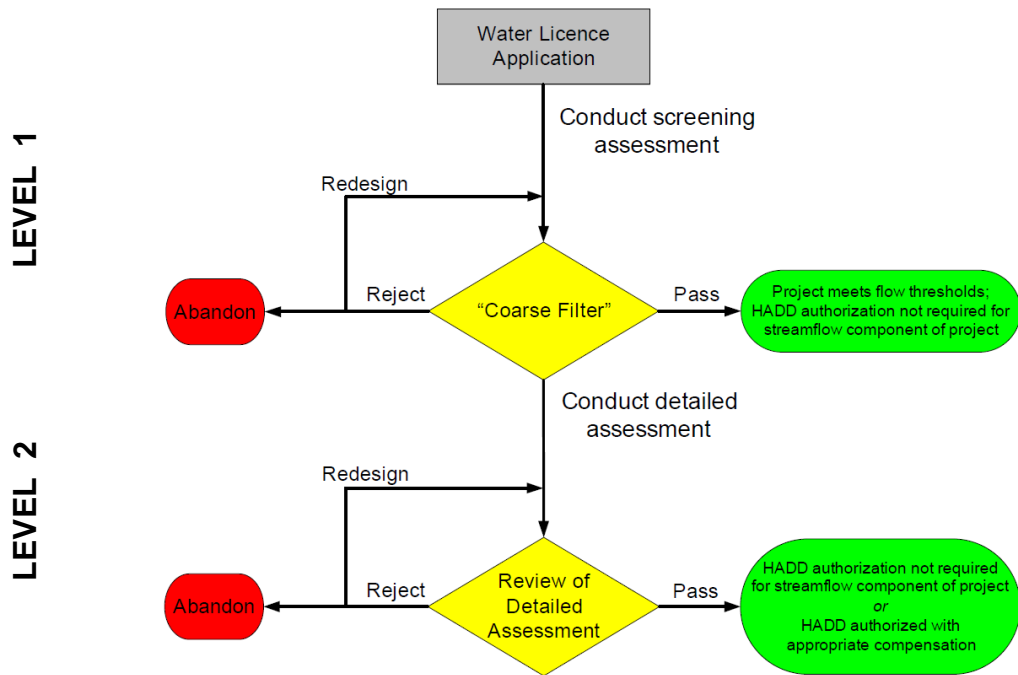 Water Licence
Application
LEVEL 1
Conduct screening
assessment
Redesign
Abandon
Reject
“Coarse Filter”
Pass
Project meets flow thresholds;
HADD authorization not required for
streamflow component of project
Conduct detailed
assessment
LEVEL 2
Redesign
Abandon
Reject
Review of
Detailed
Assessment
Pass
HADD authorization not required
for streamflow component of project
or
HADD authorized with
appropriate compensation